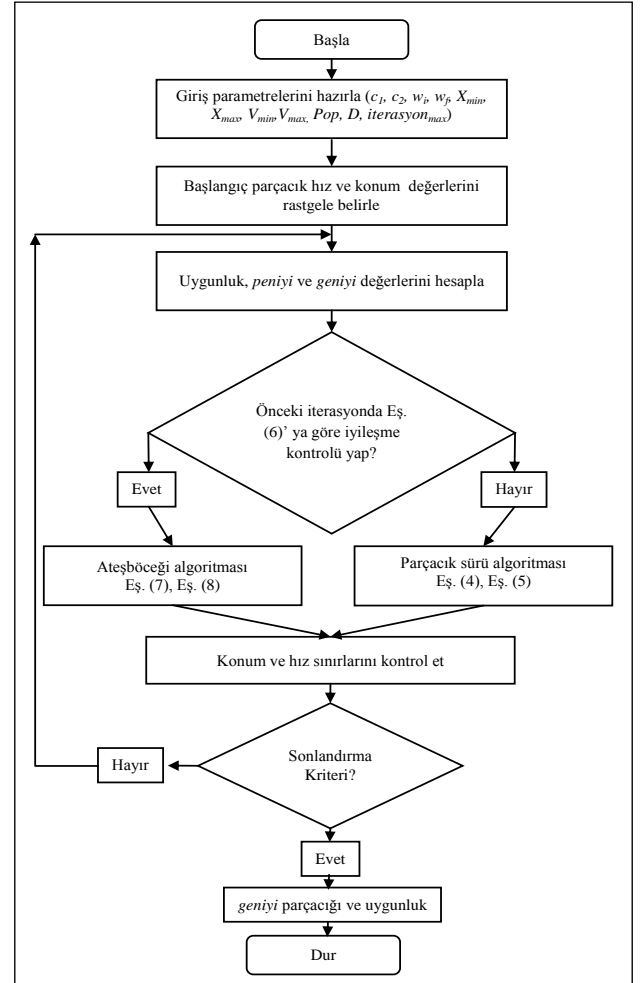 Başla
Giriş parametrelerini hazırla (c1, c2, wi, wf, Xmin,
Xmax, Vmin,Vmax, Pop, D, iterasyonmax)
Başlangıç parçacık hız ve konum değerlerini
rastgele belirle
Uygunluk, peniyi ve geniyi değerlerini hesapla
Önceki iterasyonda Eş.
(6)’ ya göre iyileşme
kontrolü yap?
Evet
Hayır
Ateşböceği algoritması
Eş. (7), Eş. (8)
Parçacık sürü algoritması
Eş. (4), Eş. (5)
Konum ve hız sınırlarını kontrol et
Sonlandırma
Kriteri?
Hayır
Evet
geniyi parçacığı ve uygunluk
Dur